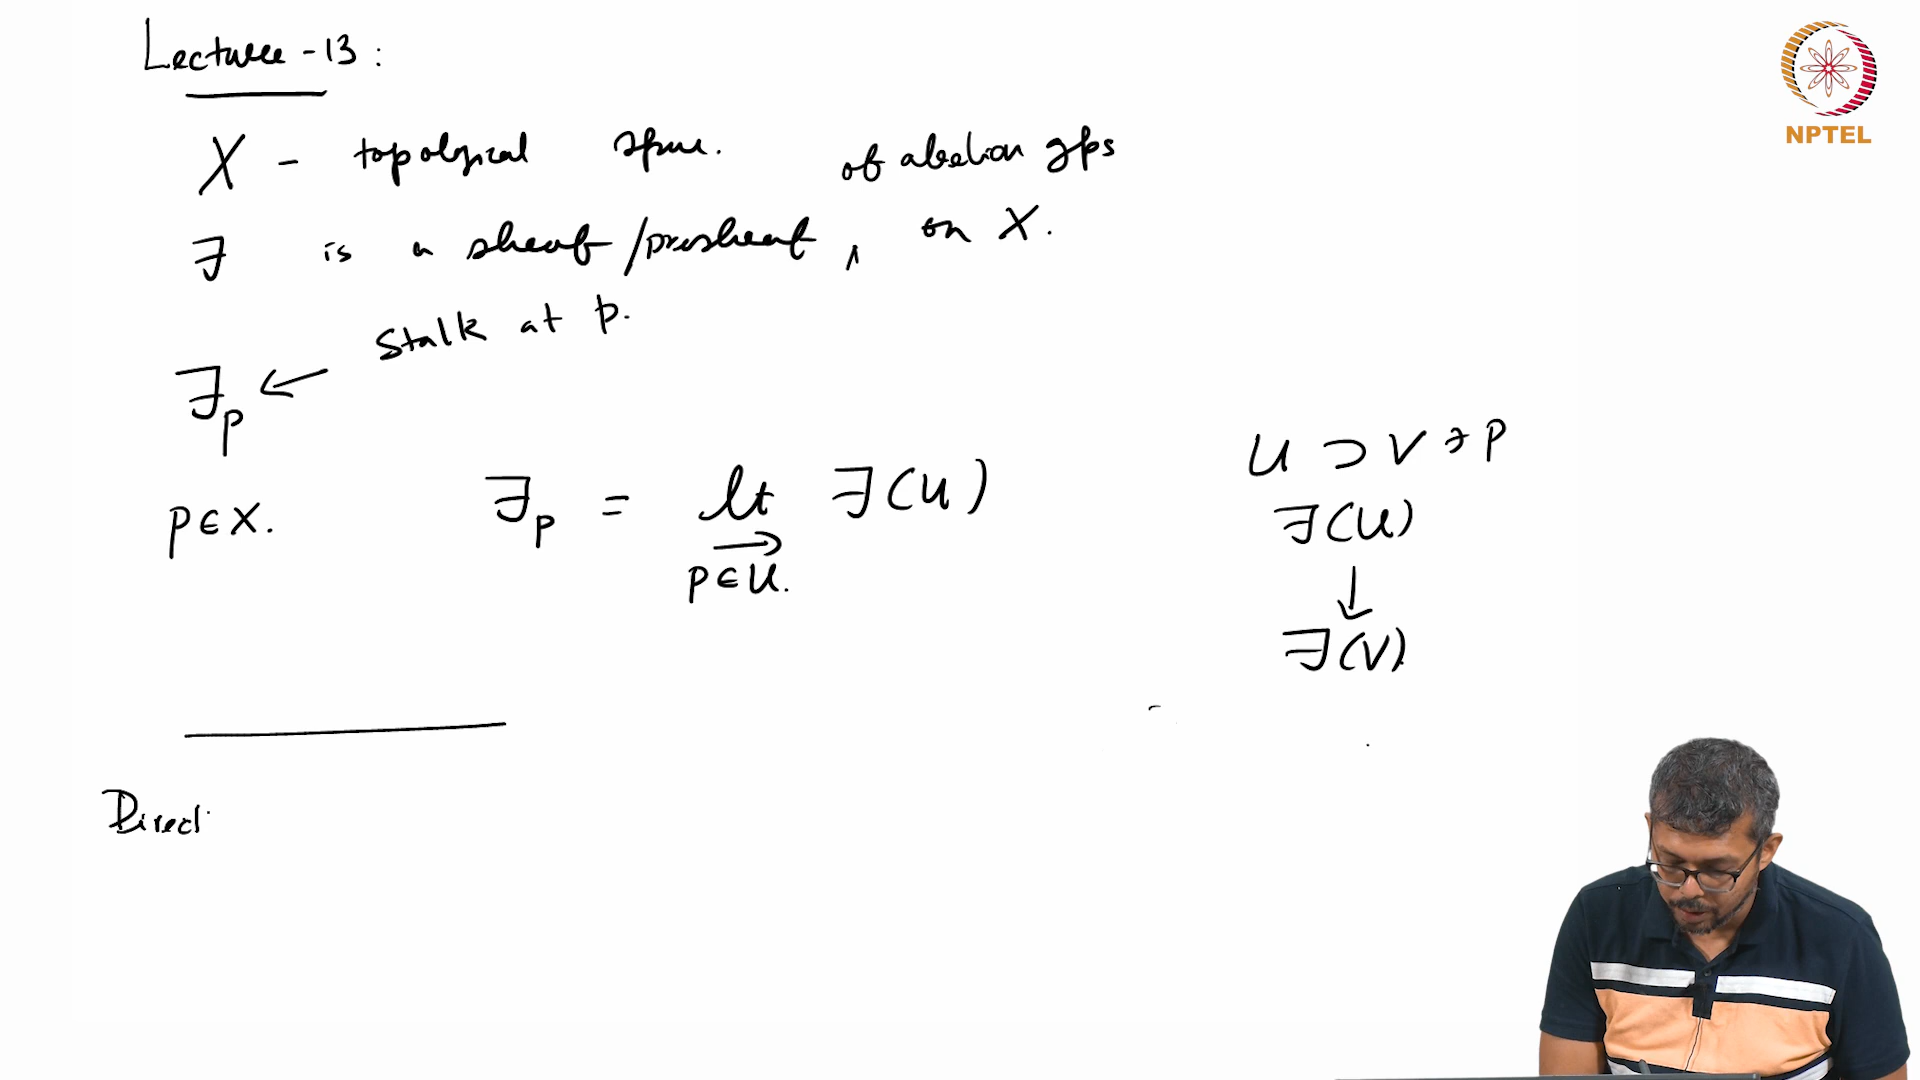 Lecture - 13 :
X - topological space.
ℱ is a sheaf / presheaf ‸ of abelian gps on X.
ℱ_p ← Stalk at p.
p ∈ X.
ℱ_p = lt ℱ(U)
→
p ∈ U.
U ⊃ V ∋ p
ℱ(U)
↓
ℱ(V)
Direct
NPTEL